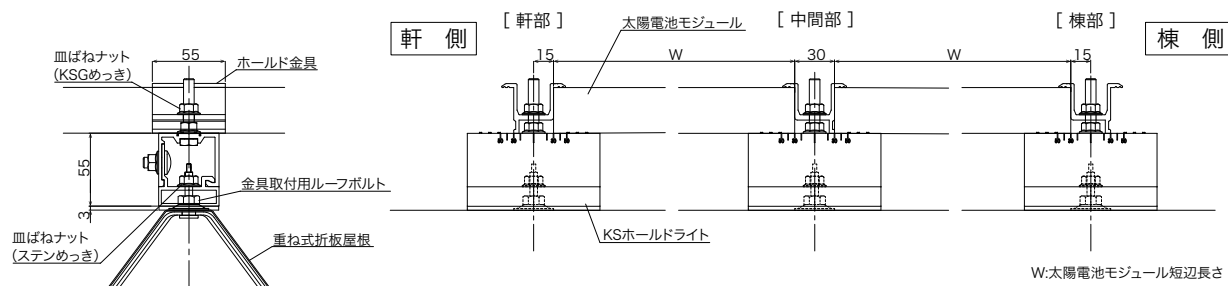 皿ばねナット
(KSGめっき)
55
ホールド金具
55
3
金具取付用ルーフボルト
皿ばねナット
(ステンめっき)
重ね式折板屋根
軒 側
[ 軒部 ]
太陽電池モジュール
[ 中間部 ]
[ 棟部 ]
棟 側
15
W
30
W
15
KSホールドライト
W:太陽電池モジュール短辺長さ